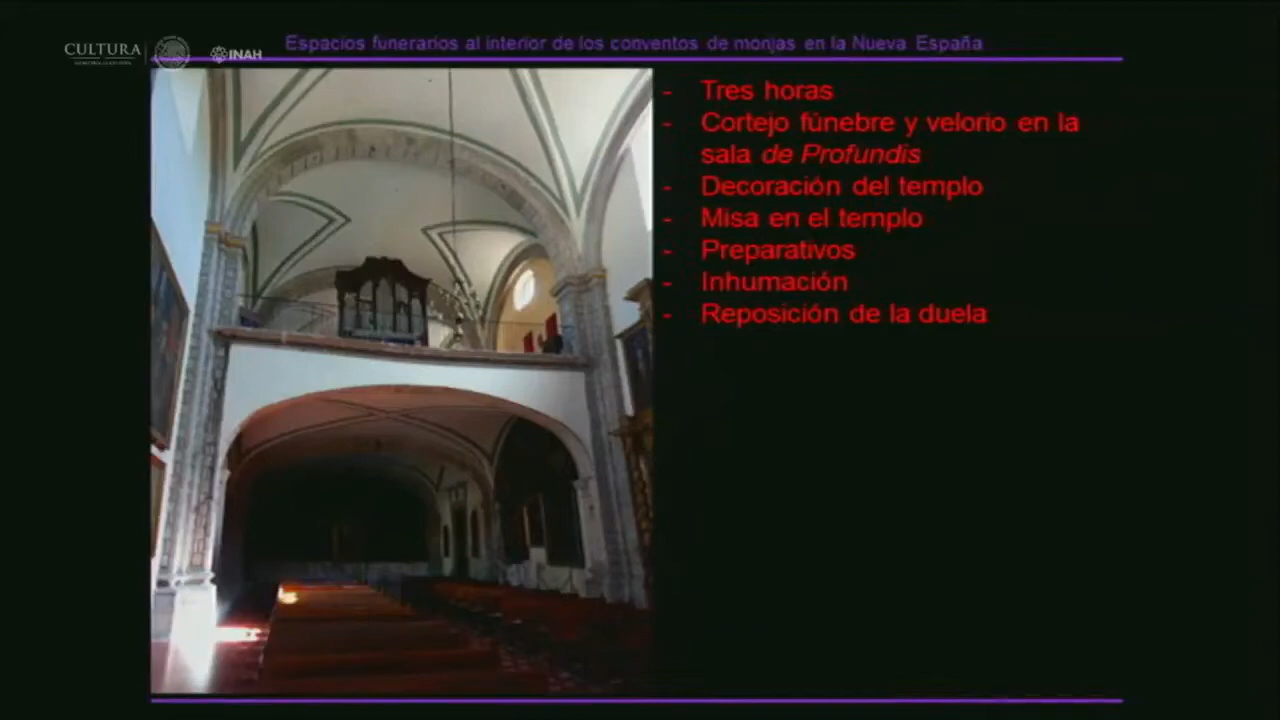 CULTURA
INAH
Espacios funerarios al interior de los conventos de monjas en la Nueva España
- Tres horas
- Cortejo fúnebre y velorio en la
sala de Profundis
- Decoración del templo
- Misa en el templo
- Preparativos
- Inhumación
- Reposición de la duela